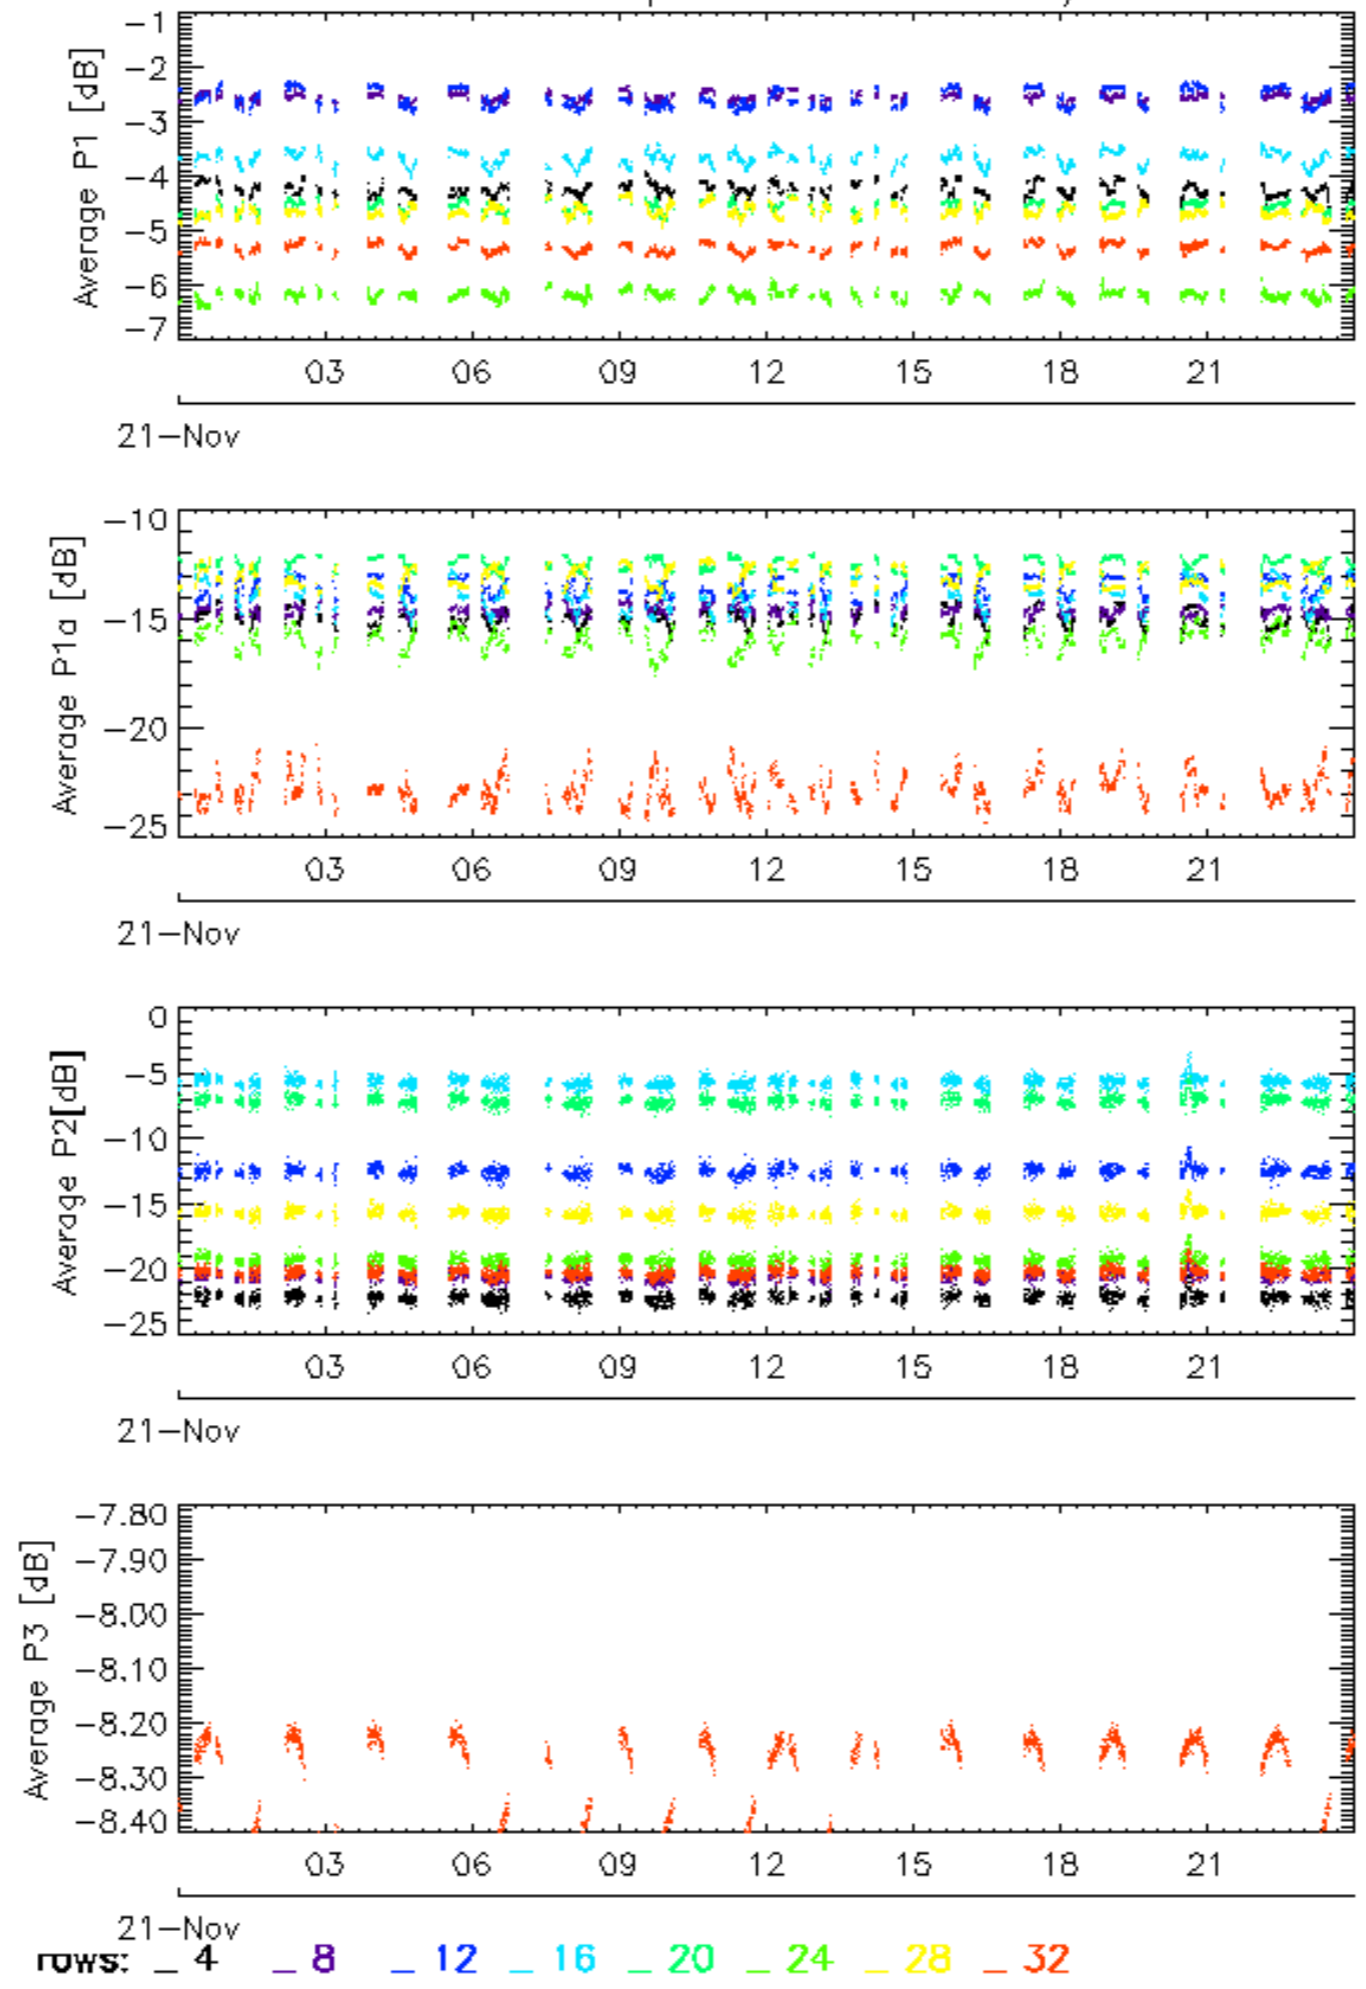 Average P1 [dB]
-1
-2
-3
-4
-5
-6
-7
03 06 09 12 15 18 21
21-Nov
Average P1a [dB]
-10
-15
-20
-25
03 06 09 12 15 18 21
21-Nov
Average P2[dB]
0
-5
-10
-15
-20
-25
03 06 09 12 15 18 21
21-Nov
Average P3 [dB]
-7.80
-7.90
-8.00
-8.10
-8.20
-8.30
-8.40
03 06 09 12 15 18 21
21-Nov
rows: _ 4 _ 8 _ 12 _ 16 _ 20 _ 24 _ 28 _ 32